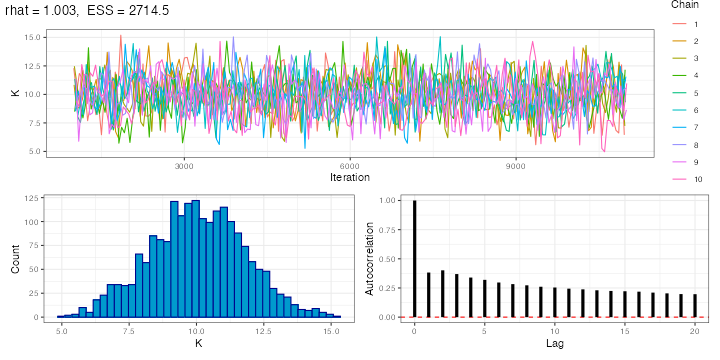 rhat = 1.003,  ESS = 2714.5
Chain
1
2
3
4
5
6
7
8
9
10
K
15.0
12.5
10.0
7.5
5.0
3000 6000 9000
Iteration
Count
125
100
75
50
25
0
5.0 7.5 10.0 12.5 15.0
K
Autocorrelation
1.00
0.75
0.50
0.25
0.00
0 5 10 15 20
Lag